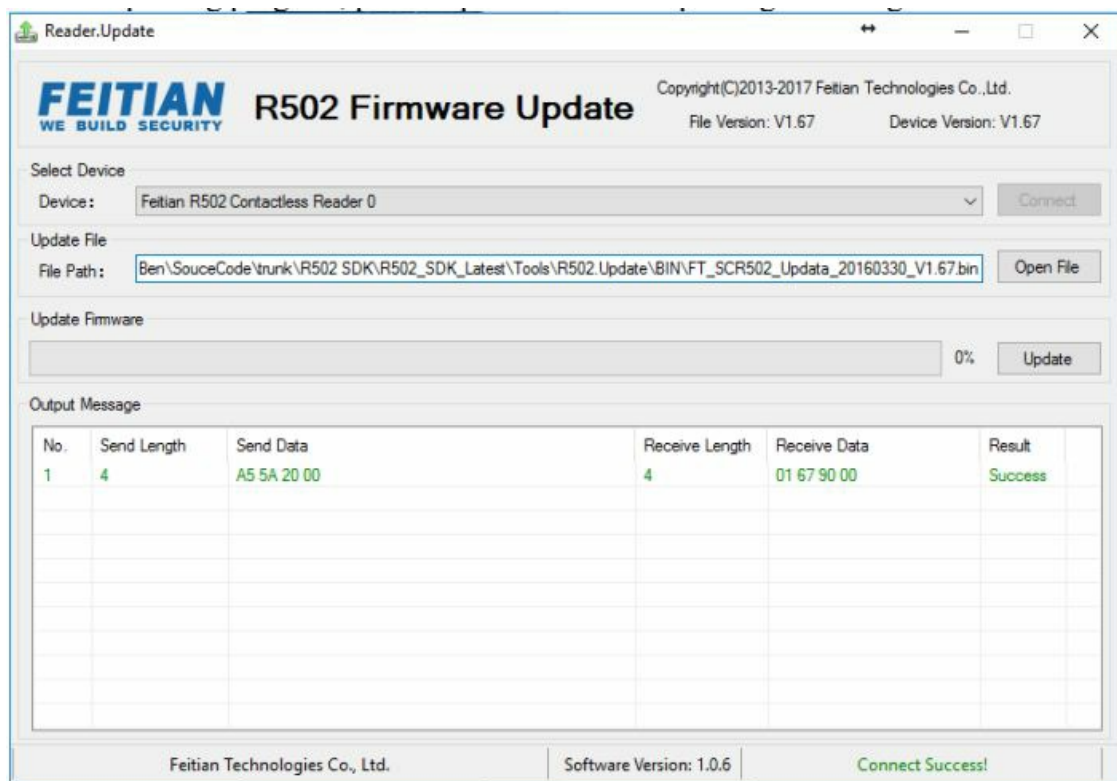 Reader.Update
FEITIAN
WE BUILD SECURITY
R502 Firmware Update
Copyright(C)2013-2017 Feitian Technologies Co.,Ltd.
File Version: V1.67 Device Version: V1.67
Select Device
Device: Feitian R502 Contactless Reader 0 Connect
Update File
File Path: Ben\SouceCode\trunk\R502 SDK\R502_SDK_Latest\Tools\R502.Update\BIN\FT_SCR502_Updata_20160330_V1.67.bin Open File
Update Firmware
0% Update
Output Message
No. Send Length Send Data Receive Length Receive Data Result
1 4 A5 5A 20 00 4 01 67 90 00 Success
Feitian Technologies Co., Ltd. Software Version: 1.0.6 Connect Success!